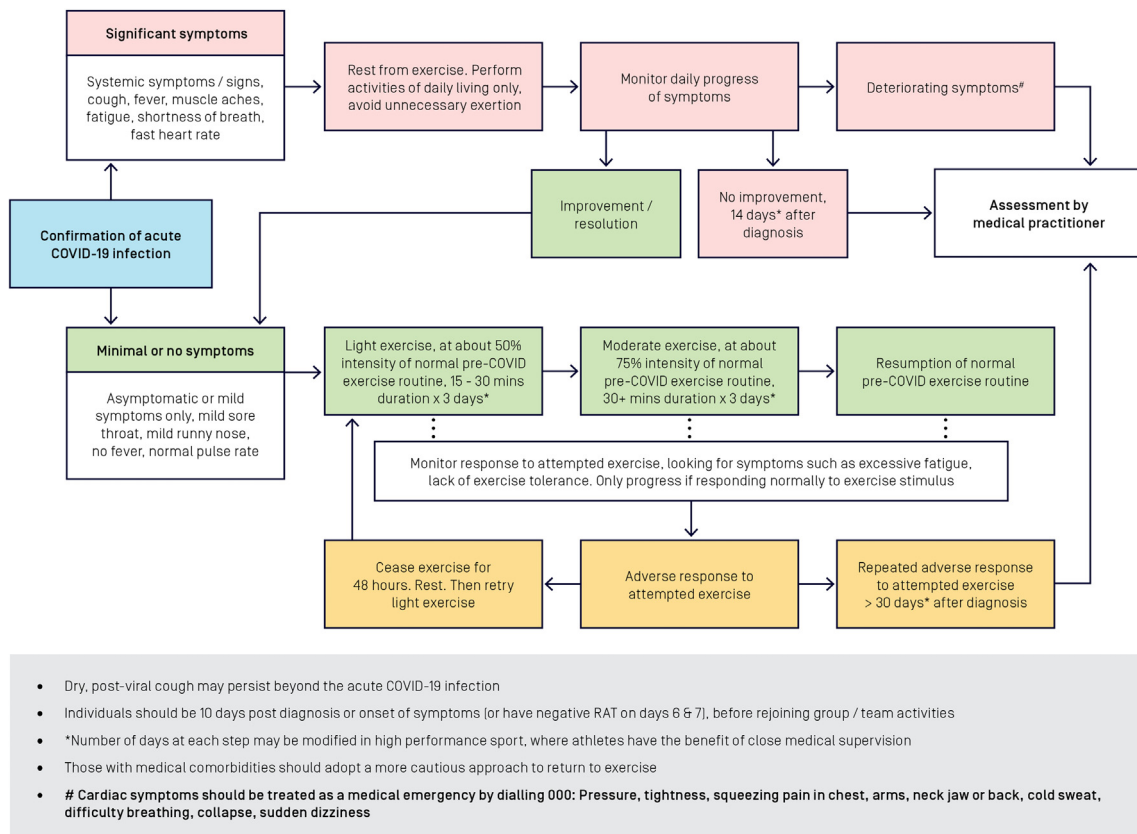 Significant symptoms
Systemic symptoms / signs,
cough, fever, muscle aches,
fatigue, shortness of breath,
fast heart rate
Rest from exercise. Perform
activities of daily living only,
avoid unnecessary exertion
Monitor daily progress
of symptoms
Deteriorating symptoms#
Improvement /
resolution
No improvement,
14 days* after
diagnosis
Assessment by
medical practitioner
Confirmation of acute
COVID-19 infection
Minimal or no symptoms
Asymptomatic or mild
symptoms only, mild sore
throat, mild runny nose,
no fever, normal pulse rate
Light exercise, at about 50%
intensity of normal pre-COVID
exercise routine, 15 - 30 mins
duration x 3 days*
Moderate exercise, at about
75% intensity of normal
pre-COVID exercise routine,
30+ mins duration x 3 days*
Resumption of normal
pre-COVID exercise routine
Monitor response to attempted exercise, looking for symptoms such as excessive fatigue,
lack of exercise tolerance. Only progress if responding normally to exercise stimulus
Cease exercise for
48 hours. Rest. Then retry
light exercise
Adverse response to
attempted exercise
Repeated adverse response
to attempted exercise
> 30 days* after diagnosis
• Dry, post-viral cough may persist beyond the acute COVID-19 infection
• Individuals should be 10 days post diagnosis or onset of symptoms (or have negative RAT on days 6 & 7), before rejoining group / team activities
• *Number of days at each step may be modified in high performance sport, where athletes have the benefit of close medical supervision
• Those with medical comorbidities should adopt a more cautious approach to return to exercise
• # Cardiac symptoms should be treated as a medical emergency by dialling 000: Pressure, tightness, squeezing pain in chest, arms, neck jaw or back, cold sweat,
difficulty breathing, collapse, sudden dizziness